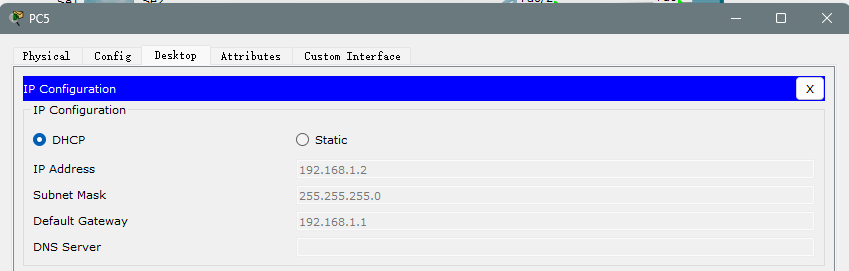 PC5
Physical Config Desktop Attributes Custom Interface
IP Configuration X
IP Configuration
DHCP Static
IP Address 192.168.1.2
Subnet Mask 255.255.255.0
Default Gateway 192.168.1.1
DNS Server